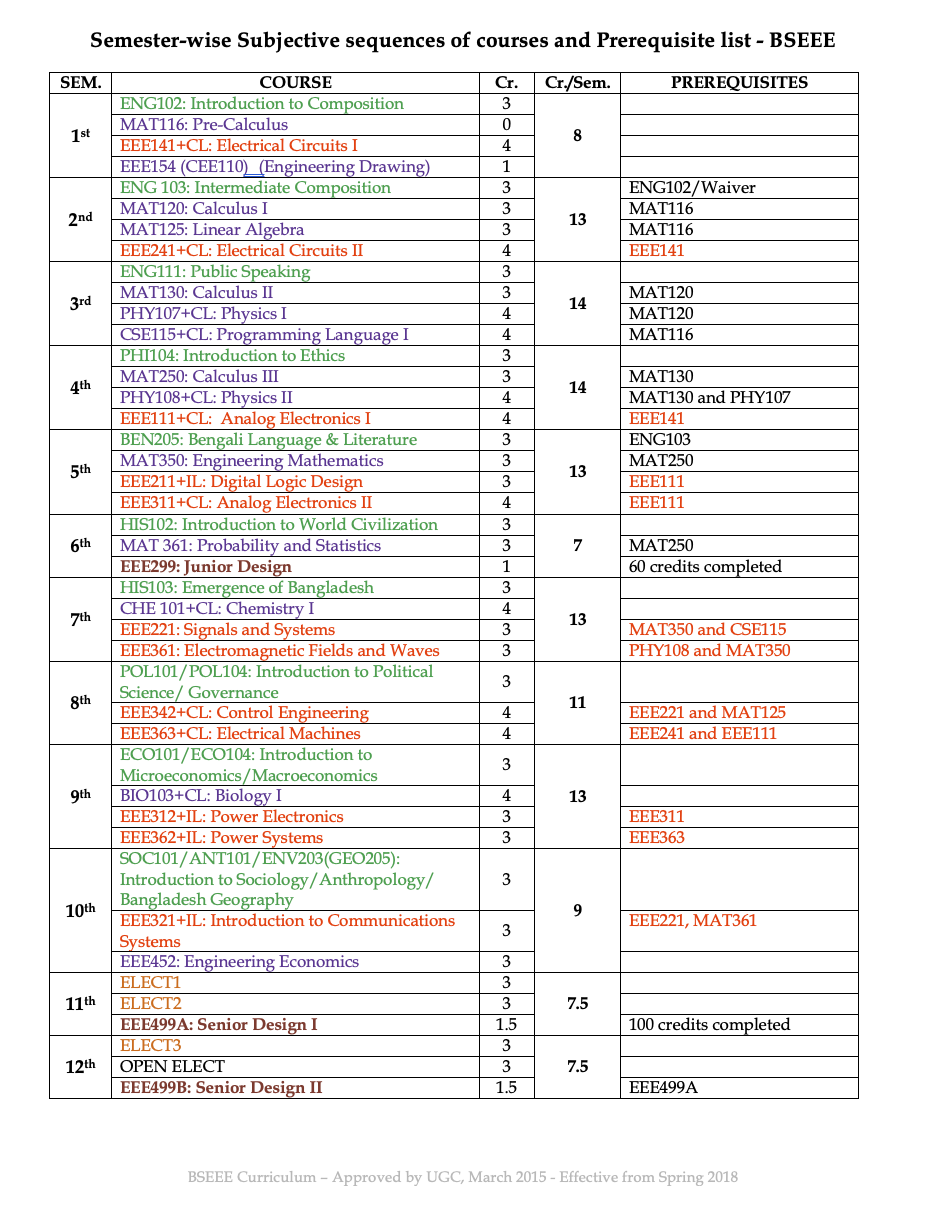 Semester-wise Subjective sequences of courses and Prerequisite list - BSEEE
SEM. COURSE Cr. Cr./Sem. PREREQUISITES
1st 8
ENG102: Introduction to Composition 3
MAT116: Pre-Calculus 0
EEE141+CL: Electrical Circuits I 4
EEE154 (CEE110) (Engineering Drawing) 1
2nd 13
ENG 103: Intermediate Composition 3 ENG102/Waiver
MAT120: Calculus I 3 MAT116
MAT125: Linear Algebra 3 MAT116
EEE241+CL: Electrical Circuits II 4 EEE141
3rd 14
ENG111: Public Speaking 3
MAT130: Calculus II 3 MAT120
PHY107+CL: Physics I 4 MAT120
CSE115+CL: Programming Language I 4 MAT116
4th 14
PHI104: Introduction to Ethics 3
MAT250: Calculus III 3 MAT130
PHY108+CL: Physics II 4 MAT130 and PHY107
EEE111+CL: Analog Electronics I 4 EEE141
5th 13
BEN205: Bengali Language & Literature 3 ENG103
MAT350: Engineering Mathematics 3 MAT250
EEE211+IL: Digital Logic Design 3 EEE111
EEE311+CL: Analog Electronics II 4 EEE111
6th 7
HIS102: Introduction to World Civilization 3
MAT 361: Probability and Statistics 3 MAT250
EEE299: Junior Design 1 60 credits completed
7th 13
HIS103: Emergence of Bangladesh 3
CHE 101+CL: Chemistry I 4
EEE221: Signals and Systems 3 MAT350 and CSE115
EEE361: Electromagnetic Fields and Waves 3 PHY108 and MAT350
8th 11
POL101/POL104: Introduction to Political
Science/ Governance 3
EEE342+CL: Control Engineering 4 EEE221 and MAT125
EEE363+CL: Electrical Machines 4 EEE241 and EEE111
9th 13
ECO101/ECO104: Introduction to
Microeconomics/Macroeconomics 3
BIO103+CL: Biology I 4
EEE312+IL: Power Electronics 3 EEE311
EEE362+IL: Power Systems 3 EEE363
10th 9
SOC101/ANT101/ENV203(GEO205):
Introduction to Sociology/Anthropology/ 3
Bangladesh Geography
EEE321+IL: Introduction to Communications EEE221, MAT361
Systems 3
EEE452: Engineering Economics 3
11th 7.5
ELECT1 3
ELECT2 3
EEE499A: Senior Design I 1.5 100 credits completed
12th 7.5
ELECT3 3
OPEN ELECT 3
EEE499B: Senior Design II 1.5 EEE499A
BSEEE Curriculum – Approved by UGC, March 2015 - Effective from Spring 2018